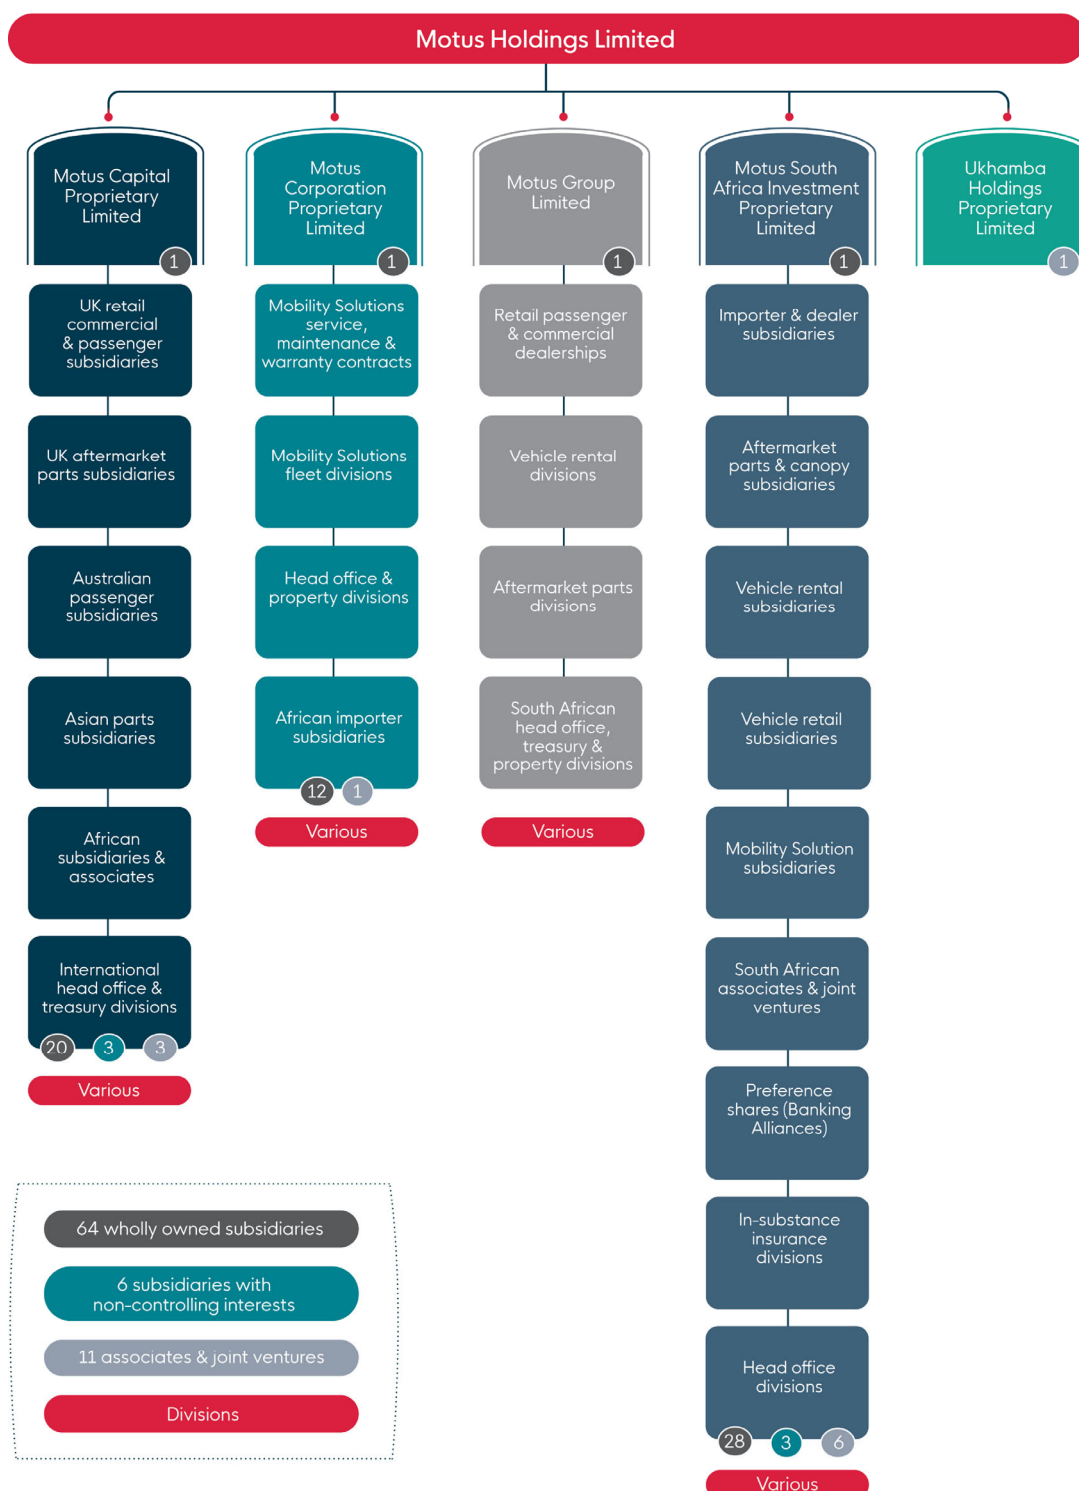 Motus Holdings Limited
Motus Capital
Proprietary
Limited
1
UK retail
commercial
& passenger
subsidiaries
UK aftermarket
parts subsidiaries
Australian
passenger
subsidiaries
Asian parts
subsidiaries
African
subsidiaries &
associates
International
head office &
treasury divisions
20
3
3
Various
Motus
Corporation
Proprietary
Limited
1
Mobility Solutions
service,
maintenance &
warranty contracts
Mobility Solutions
fleet divisions
Head office &
property divisions
African importer
subsidiaries
12
1
Various
Motus Group
Limited
1
Retail passenger
& commercial
dealerships
Vehicle rental
divisions
Aftermarket parts
divisions
South African
head office,
treasury &
property divisions
Various
Motus South
Africa Investment
Proprietary
Limited
1
Importer & dealer
subsidiaries
Aftermarket
parts & canopy
subsidiaries
Vehicle rental
subsidiaries
Vehicle retail
subsidiaries
Mobility Solution
subsidiaries
South African
associates & joint
ventures
Preference
shares (Banking
Alliances)
In-substance
insurance
divisions
Head office
divisions
28
3
6
Various
Ukhamba
Holdings
Proprietary
Limited
1
64 wholly owned subsidiaries
6 subsidiaries with
non-controlling interests
11 associates & joint ventures
Divisions